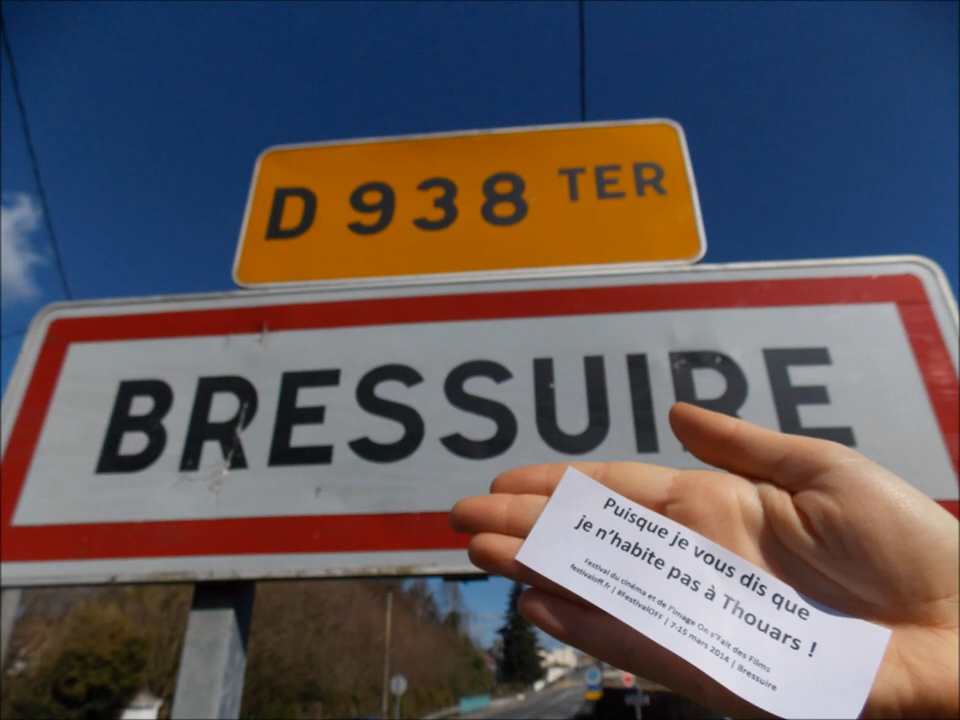 D 938 TER
BRESSUIRE
Puisque je vous dis que
je n'habite pas à Thouars !
Festival du cinéma et de l'image On s'Fait des Films
festivaloff.fr | #FestivalOFF | 7-15 mars 2014 | Bressuire